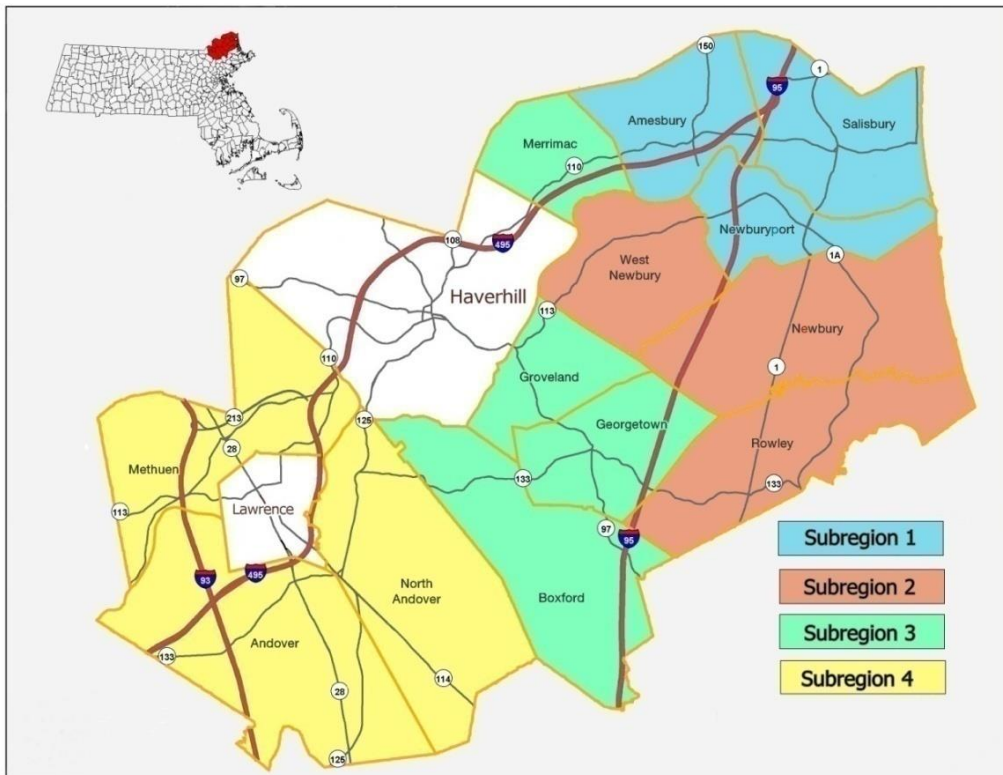 150
95
1
Amesbury
Salisbury
Merrimac
110
Newburyport
108
495
West
Newbury
1A
97
Haverhill
113
Newbury
110
1
Groveland
125
213
Georgetown
28
Rowley
Methuen
133
133
113
Lawrence
97
95
93
495
North
Andover
Boxford
Andover
133
114
28
125
Subregion 1
Subregion 2
Subregion 3
Subregion 4